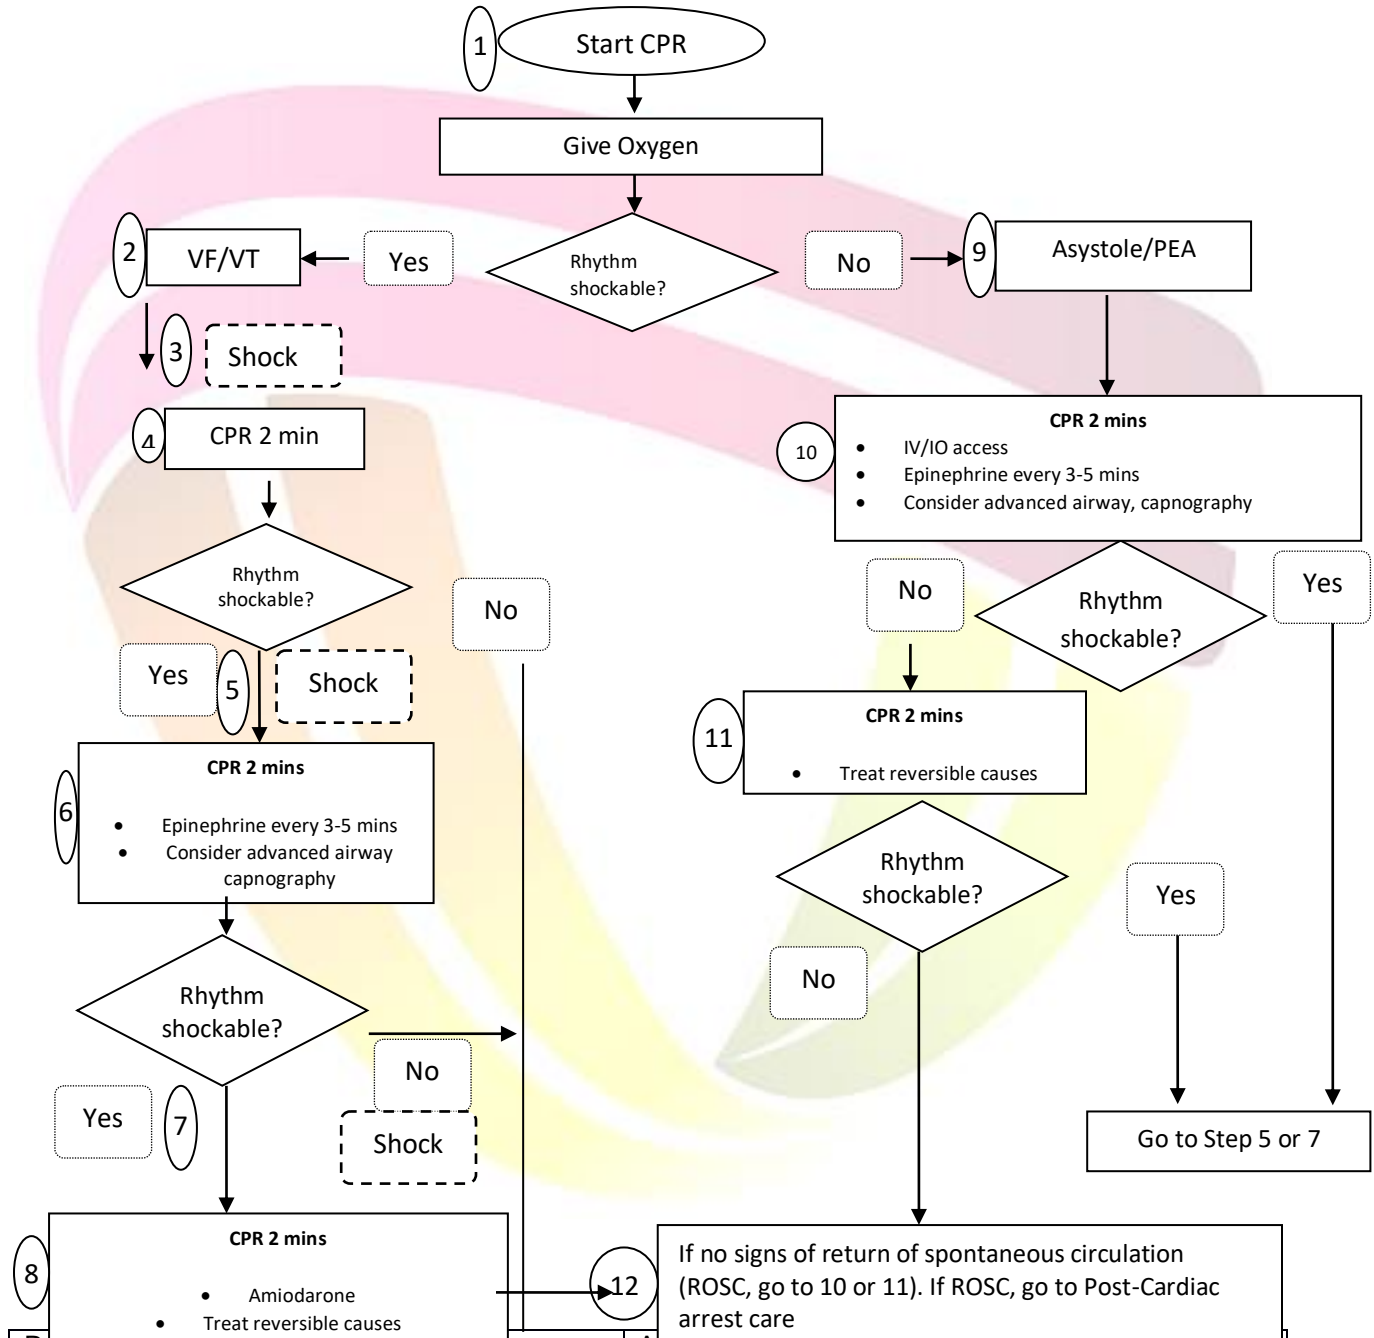 1
Start CPR
Give Oxygen
2
VF/VT
Yes
Rhythm
shockable?
No
9
Asystole/PEA
3
Shock
4
CPR 2 min
10
CPR 2 mins
• IV/IO access
• Epinephrine every 3-5 mins
• Consider advanced airway, capnography
Rhythm
shockable?
No
No
Rhythm
shockable?
Yes
Yes
5
Shock
11
CPR 2 mins
• Treat reversible causes
6
CPR 2 mins
• Epinephrine every 3-5 mins
• Consider advanced airway
capnography
Rhythm
shockable?
Yes
Rhythm
shockable?
No
No
Yes
7
Shock
Go to Step 5 or 7
8
CPR 2 mins
• Amiodarone
• Treat reversible causes
12
If no signs of return of spontaneous circulation
(ROSC, go to 10 or 11). If ROSC, go to Post-Cardiac
arrest care